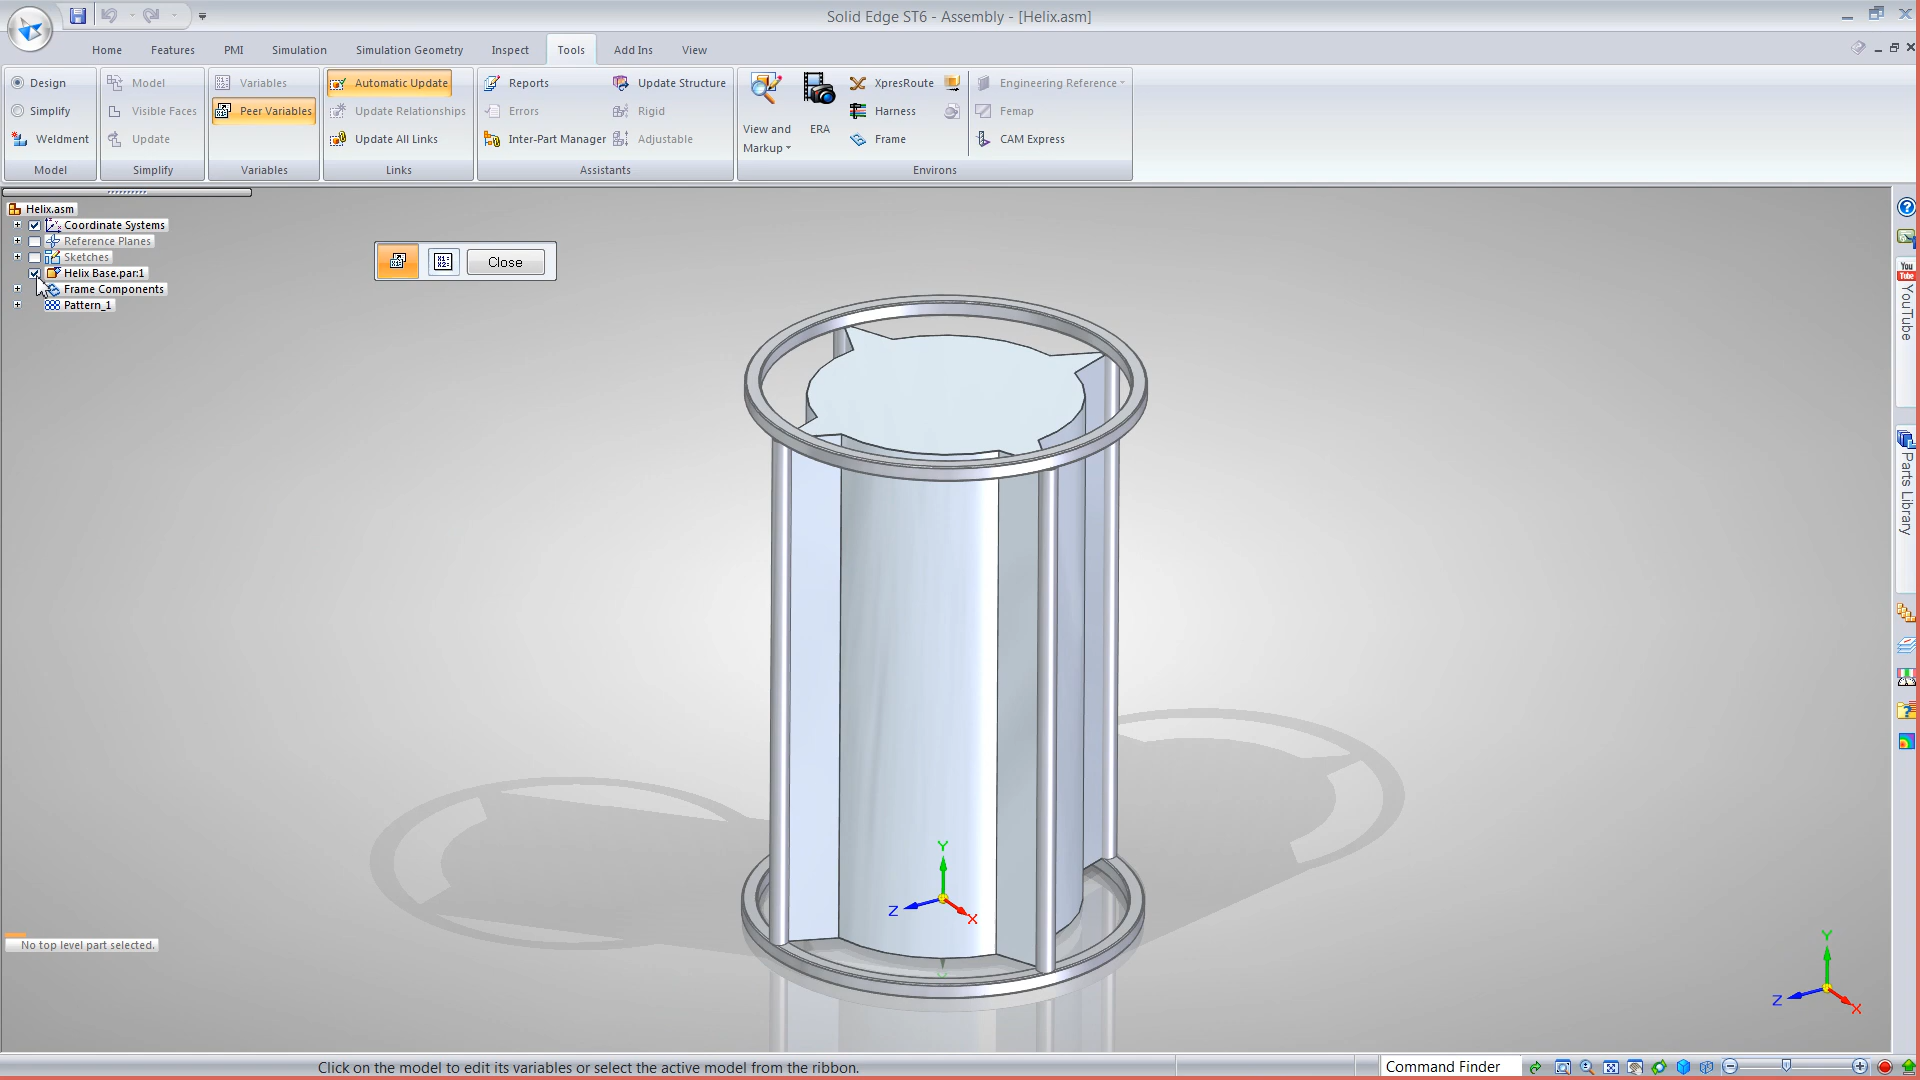 Solid Edge ST6 - Assembly - [Helix.asm]
Home Features PMI Simulation Simulation Geometry Inspect Tools Add Ins View
Design Model Variables Automatic Update Reports Update Structure XpresRoute Engineering Reference
Simplify Visible Faces Peer Variables Update Relationships Errors Rigid Harness Femap
Weldment Update Update All Links Inter-Part Manager Adjustable View and Markup ERA Frame CAM Express
Model Simplify Variables Links Assistants Environs
Helix.asm
Coordinate Systems
Reference Planes
Sketches
Helix Base.par:1
Frame Components
Pattern_1
Close
You
Tube
YouTube
Parts Library
Y
Z
X
No top level part selected.
Y
Z
X
Click on the model to edit its variables or select the active model from the ribbon.
Command Finder